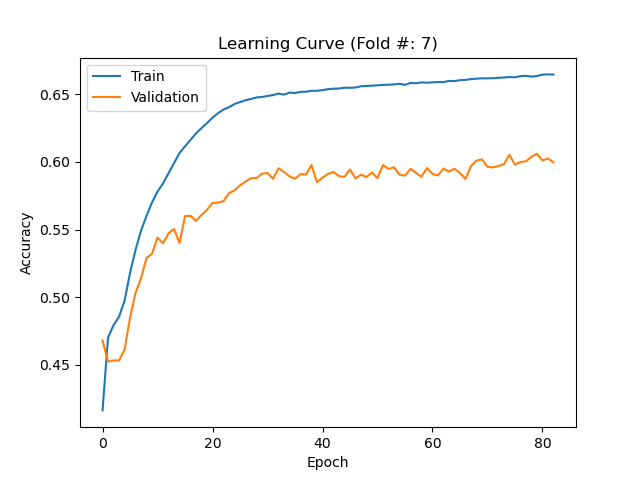 Learning Curve (Fold #: 7)
Train
Validation
0.65
0.60
0.55
0.50
0.45
Accuracy
0 20 40 60 80
Epoch